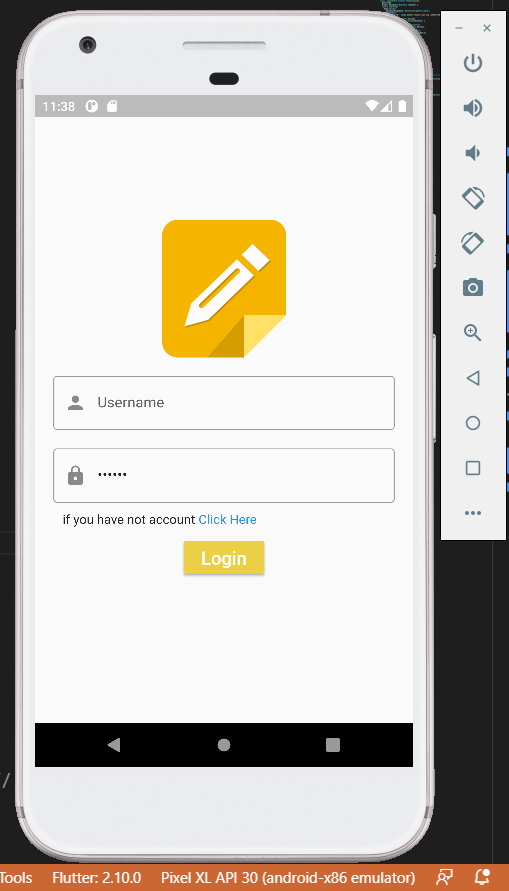 11:38
Username
••••••
if you have not account Click Here
Login
//
Tools Flutter: 2.10.0 Pixel XL API 30 (android-x86 emulator)